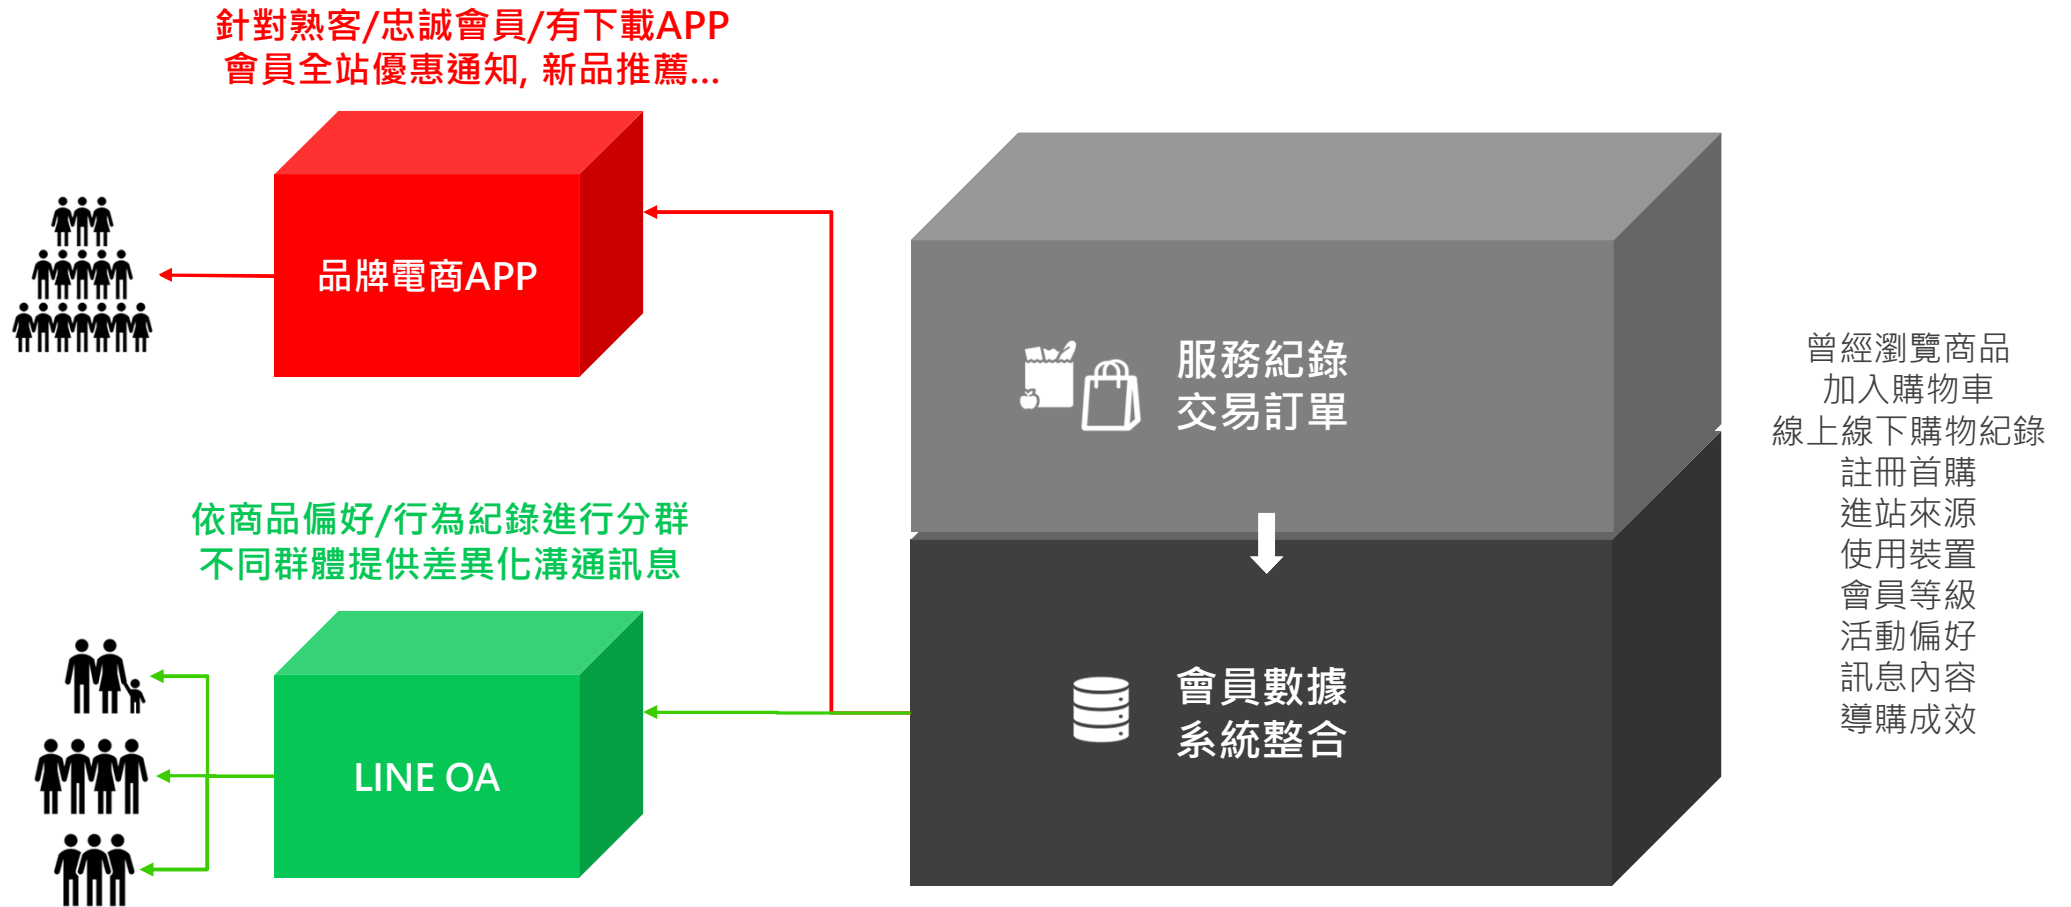 針對熟客/忠誠會員/有下載APP
會員全站優惠通知, 新品推薦...
品牌電商APP
依商品偏好/行為紀錄進行分群
不同群體提供差異化溝通訊息
LINE OA
服務紀錄
交易訂單
會員數據
系統整合
曾經瀏覽商品
加入購物車
線上線下購物紀錄
註冊首購
進站來源
使用裝置
會員等級
活動偏好
訊息內容
導購成效